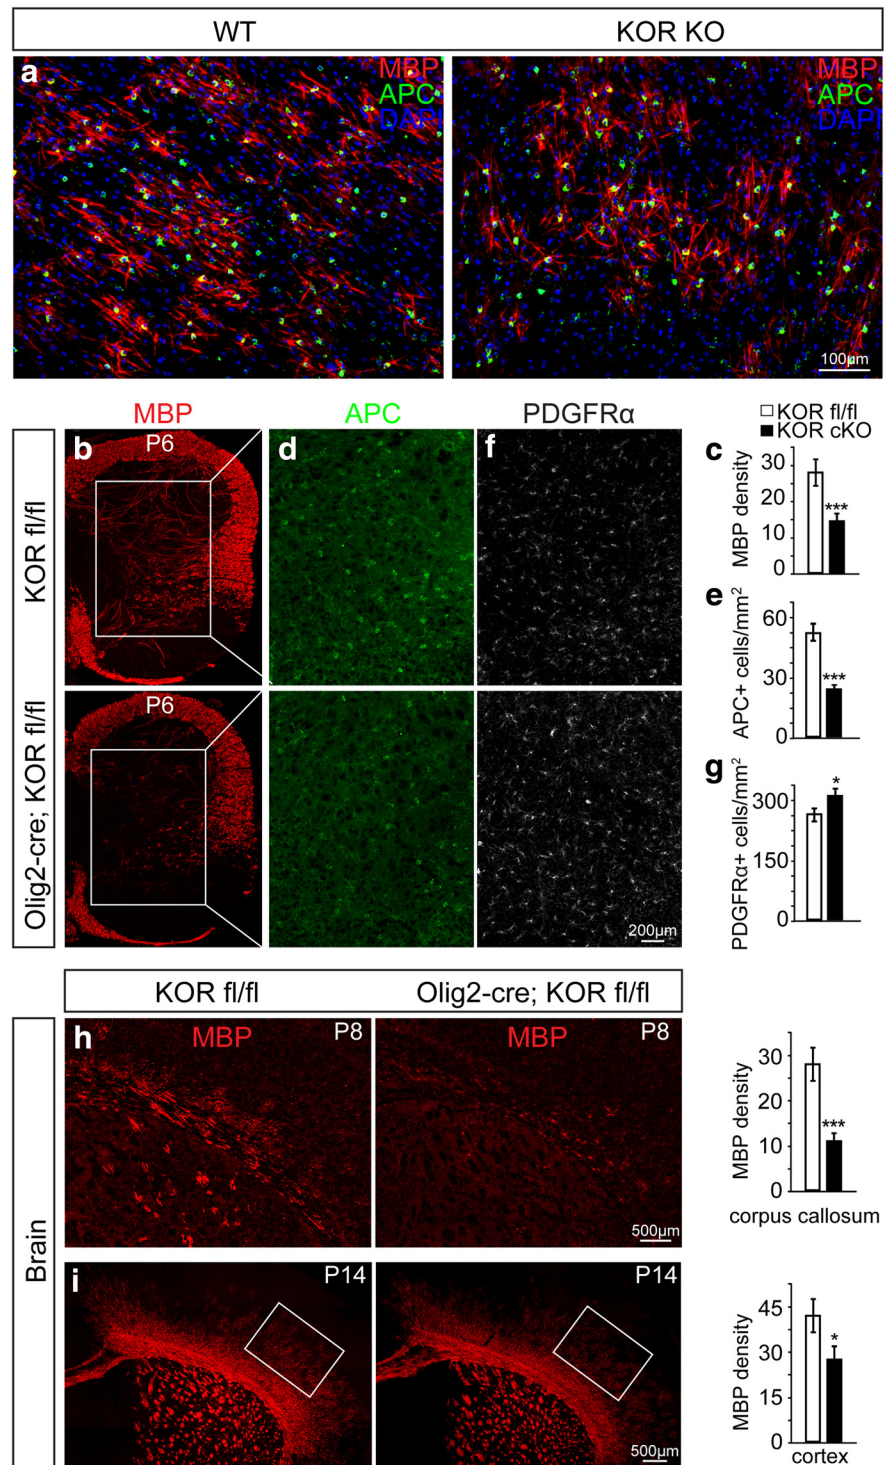 WT
KOR KO
a
MBP
APC
DAPI
MBP
APC
DAPI
100µm
MBP
APC
PDGFRα
KOR fl/fl
KOR cKO
KOR fl/fl
Olig2-cre; KOR fl/fl
b
P6
d
f
P6
200µm
c
MBP density
30
20
10
0
***
e
APC+ cells/mm²
60
30
0
***
g
PDGFRα+ cells/mm²
300
150
0
*
KOR fl/fl
Olig2-cre; KOR fl/fl
Brain
h
MBP
P8
MBP
P8
500µm
MBP density
30
20
10
0
***
corpus callosum
i
P14
P14
500µm
MBP density
45
30
15
0
*
cortex